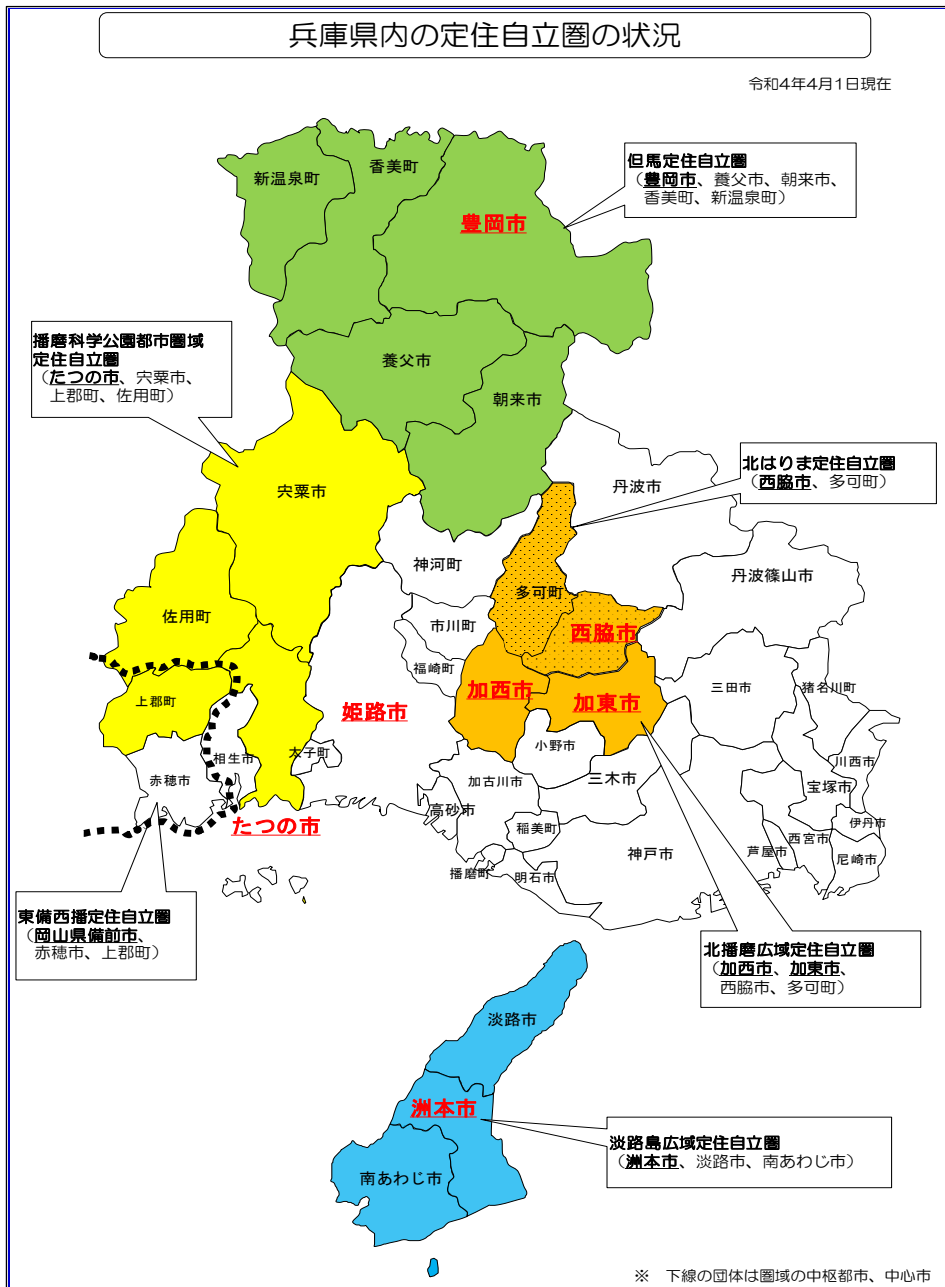 兵庫県内の定住自立圏の状況
令和4年4月1日現在
但馬定住自立圏
(豊岡市、養父市、朝来市、
香美町、新温泉町)
香美町
新温泉町
豊岡市
播磨科学公園都市圏域
定住自立圏
(たつの市、宍粟市、
上郡町、佐用町)
養父市
朝来市
北はりま定住自立圏
(西脇市、多可町)
丹波市
宍粟市
神河町
多可町
丹波篠山市
佐用町
市川町
西脇市
福崎町
上郡町
姫路市
加西市
加東市
三田市
猪名川町
相生市
太子町
小野市
赤穂市
加古川市
三木市
川西市
宝塚市
高砂市
たつの市
稲美町
伊丹市
西宮市
神戸市
芦屋市
尼崎市
播磨町
明石市
東備西播定住自立圏
(岡山県備前市、
赤穂市、上郡町)
北播磨広域定住自立圏
(加西市、加東市、
西脇市、多可町)
淡路市
洲本市
淡路島広域定住自立圏
(洲本市、淡路市、南あわじ市)
南あわじ市
※ 下線の団体は圏域の中枢都市、中心市